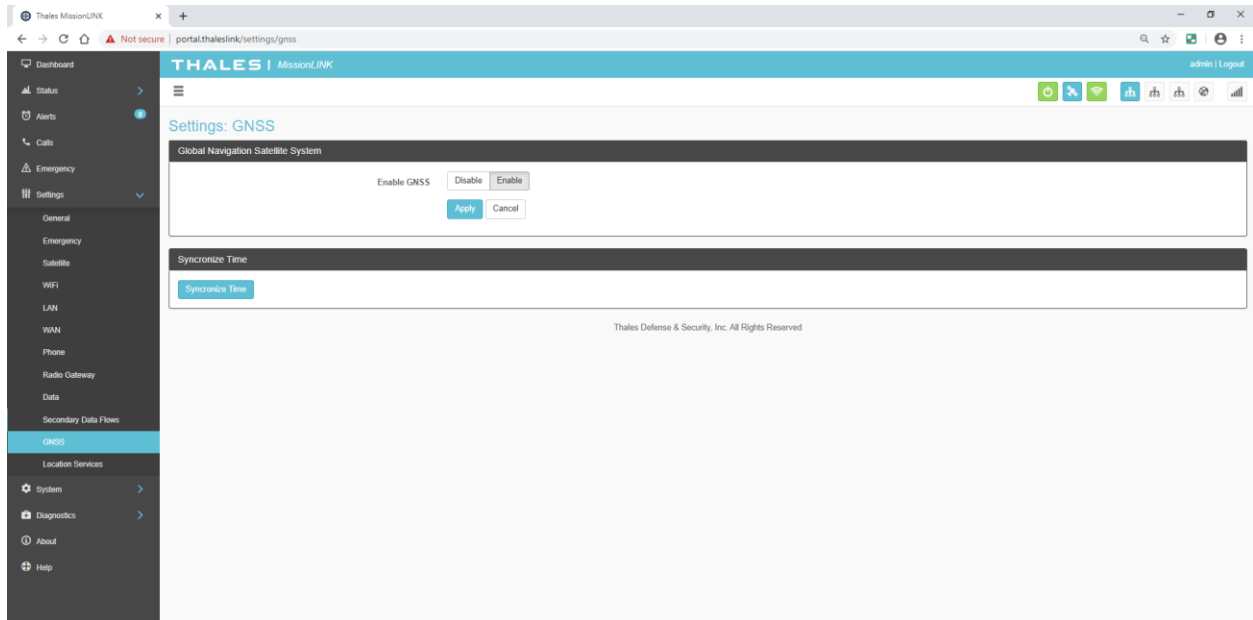 Thales MissionLINK
Not secure | portal.thaleslink/settings/gnss
Dashboard
THALES | MissionLINK
admin | Logout
Status
Alerts 0
Calls
Emergency
Settings
General
Emergency
Satellite
WiFi
LAN
WAN
Phone
Radio Gateway
Data
Secondary Data Flows
GNSS
Location Services
System
Diagnostics
About
Help
Settings: GNSS
Global Navigation Satellite System
Enable GNSS Disable Enable
Apply Cancel
Syncronize Time
Syncronize Time
Thales Defense & Security, Inc. All Rights Reserved